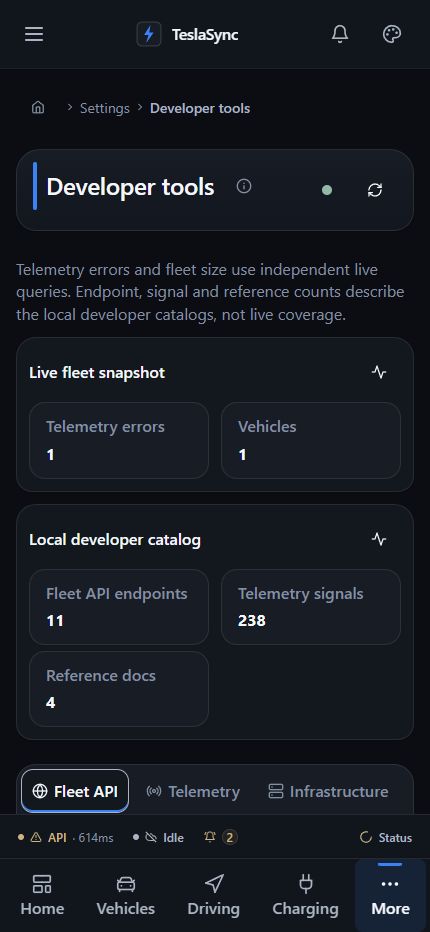 TeslaSync
Settings
Developer tools
Developer tools
Telemetry errors and fleet size use independent live
queries. Endpoint, signal and reference counts describe
the local developer catalogs, not live coverage.
Live fleet snapshot
Telemetry errors
1
Vehicles
1
Local developer catalog
Fleet API endpoints
11
Telemetry signals
238
Reference docs
4
Fleet API
Telemetry
Infrastructure
API · 614ms
Idle
2
Status
Home
Vehicles
Driving
Charging
More